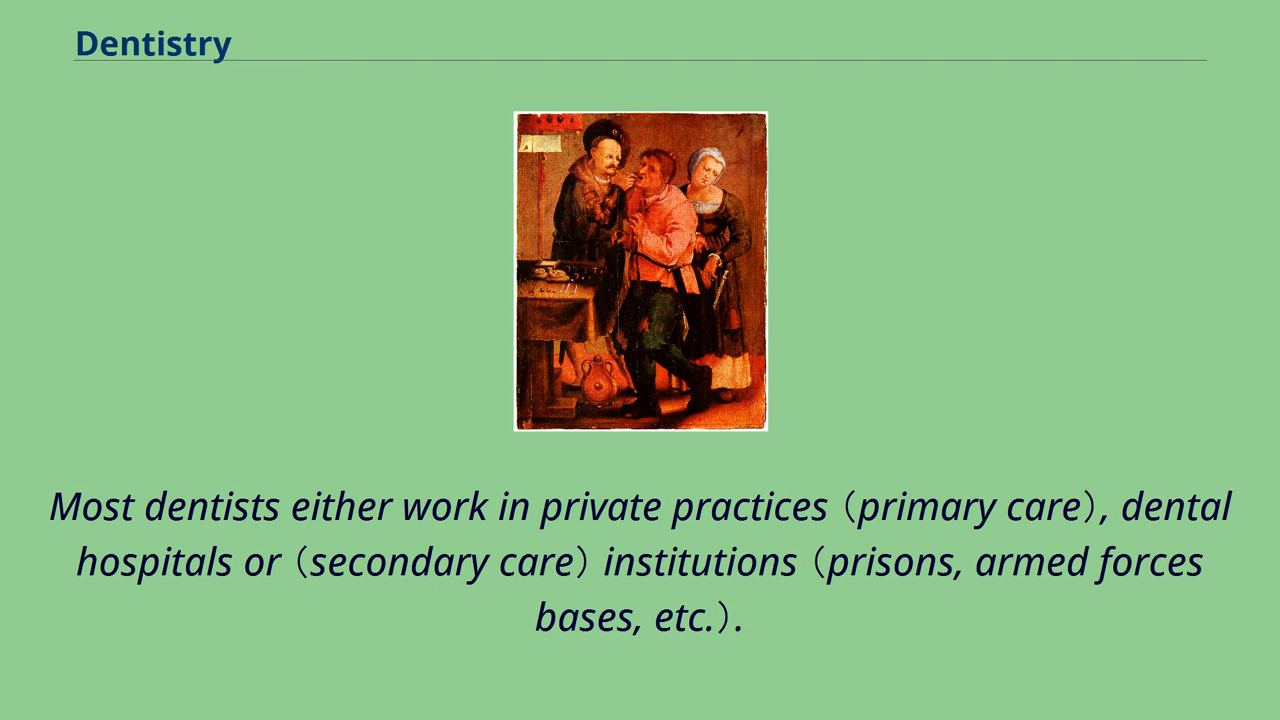 Dentistry
Most dentists either work in private practices （primary care）, dental
hospitals or （secondary care） institutions （prisons, armed forces
bases, etc.）.